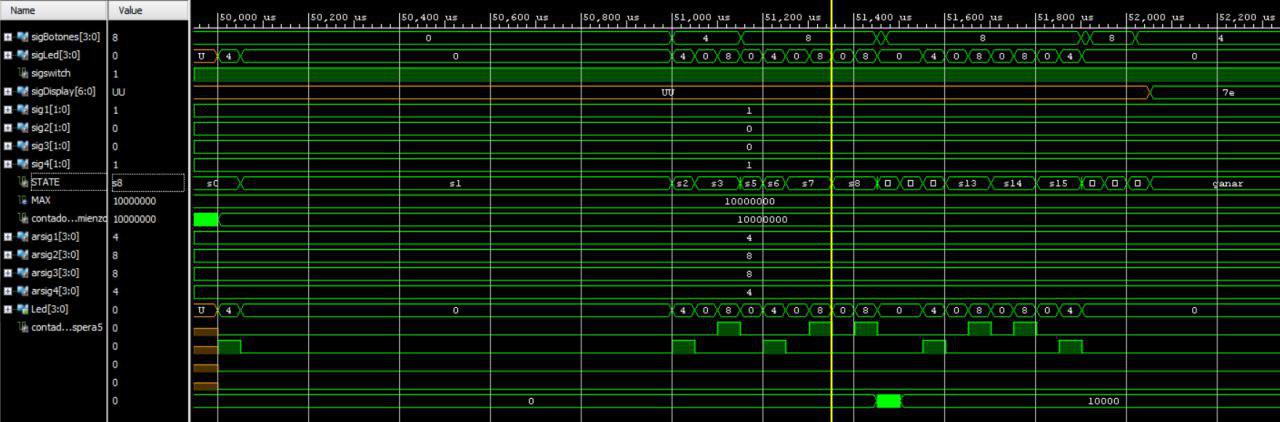 Name Value 50,000 us 50,200 us 50,400 us 50,600 us 50,800 us 51,000 us 51,200 us 51,400 us 51,600 us 51,800 us 52,000 us 52,200 us
sigBotones[3:0] 8 0 4 8 8 8 4
sigLed[3:0] 0 U 4 0 4 0 8 0 4 0 8 0 8 0 4 0 8 0 8 0 4 0
sigswitch 1
sigDisplay[6:0] UU UU 7e
sig1[1:0] 1 1
sig2[1:0] 0 0
sig3[1:0] 0 0
sig4[1:0] 1 1
STATE s8 s0 s1 s2 s3 s5 s6 s7 s8 s13 s14 s15 ganar
MAX 10000000 10000000
contado...mienzo 10000000 10000000
arsig1[3:0] 4 4
arsig2[3:0] 8 8
arsig3[3:0] 8 8
arsig4[3:0] 4 4
Led[3:0] 0 U 4 0 4 0 8 0 4 0 8 0 8 0 4 0 8 0 8 0 4 0
contad...spera5 0
0
0
0
0 0 10000